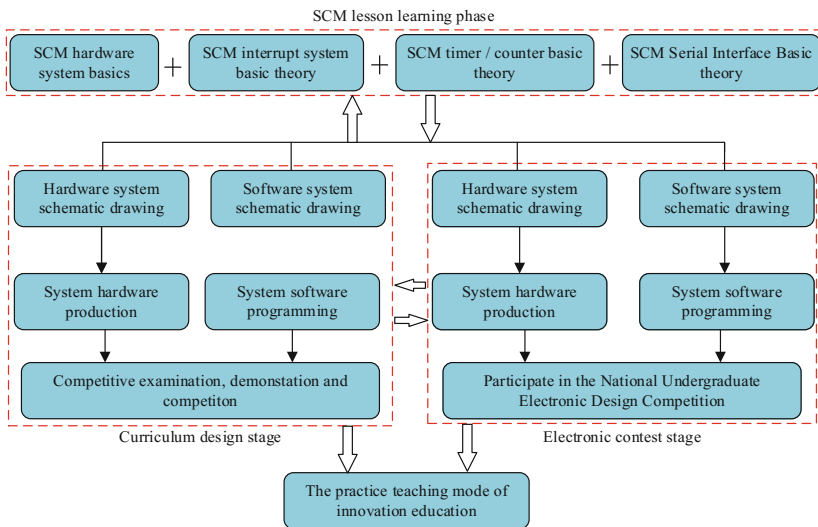 SCM lesson learning phase
SCM hardware
system basics
+
SCM interrupt system
basic theory
+
SCM timer / counter basic
theory
+
SCM Serial Interface Basic
theory
Hardware system
schematic drawing
Software system
schematic drawing
Hardware system
schematic drawing
Software system
schematic drawing
System hardware
production
System software
programming
System hardware
production
System software
programming
Competitive examination, demonstation and
competiton
Participate in the National Undergraduate
Electronic Design Competition
Curriculum design stage
Electronic contest stage
The practice teaching mode of
innovation education